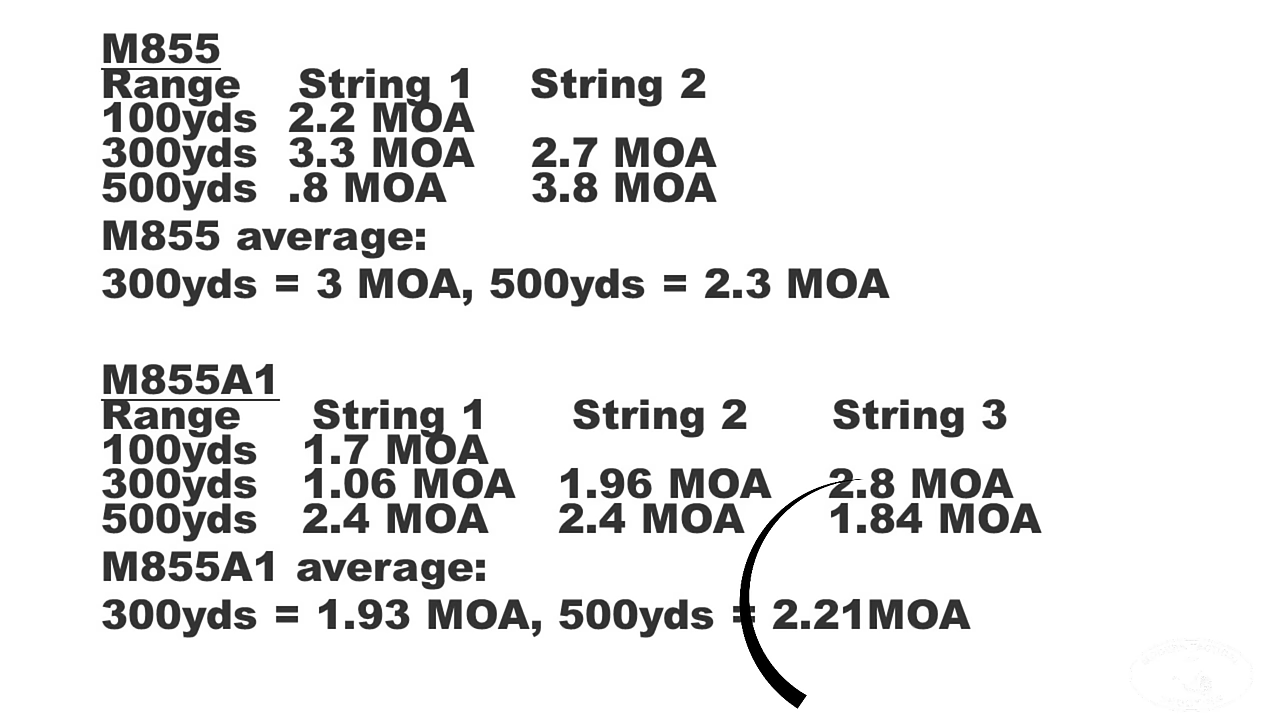 M855
Range String 1 String 2
100yds 2.2 MOA
300yds 3.3 MOA 2.7 MOA
500yds .8 MOA 3.8 MOA
M855 average:
300yds = 3 MOA, 500yds = 2.3 MOA
M855A1
Range String 1 String 2 String 3
100yds 1.7 MOA
300yds 1.06 MOA 1.96 MOA 2.8 MOA
500yds 2.4 MOA 2.4 MOA 1.84 MOA
M855A1 average:
300yds = 1.93 MOA, 500yds = 2.21MOA